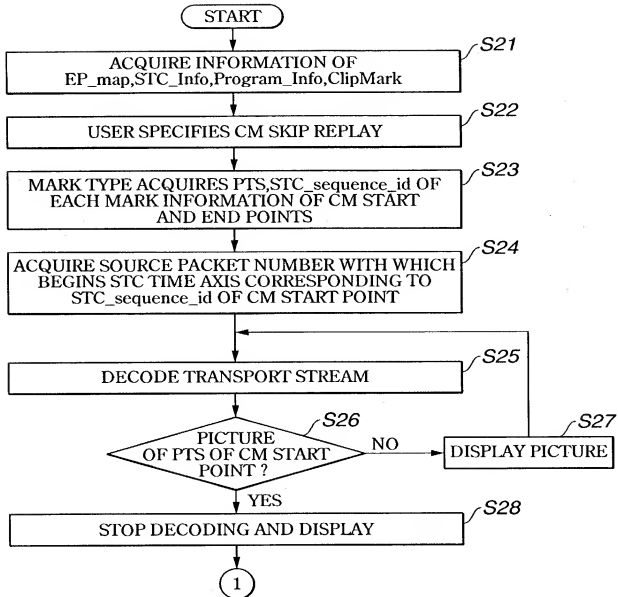 START
S21
ACQUIRE INFORMATION OF
EP_map,STC_Info,Program_Info,ClipMark
S22
USER SPECIFIES CM SKIP REPLAY
S23
MARK TYPE ACQUIRES PTS,STC_sequence_id OF
EACH MARK INFORMATION OF CM START
AND END POINTS
S24
ACQUIRE SOURCE PACKET NUMBER WITH WHICH
BEGINS STC TIME AXIS CORRESPONDING TO
STC_sequence_id OF CM START POINT
S25
DECODE TRANSPORT STREAM
S26
PICTURE
OF PTS OF CM START
POINT ?
NO
S27
DISPLAY PICTURE
YES
S28
STOP DECODING AND DISPLAY
1